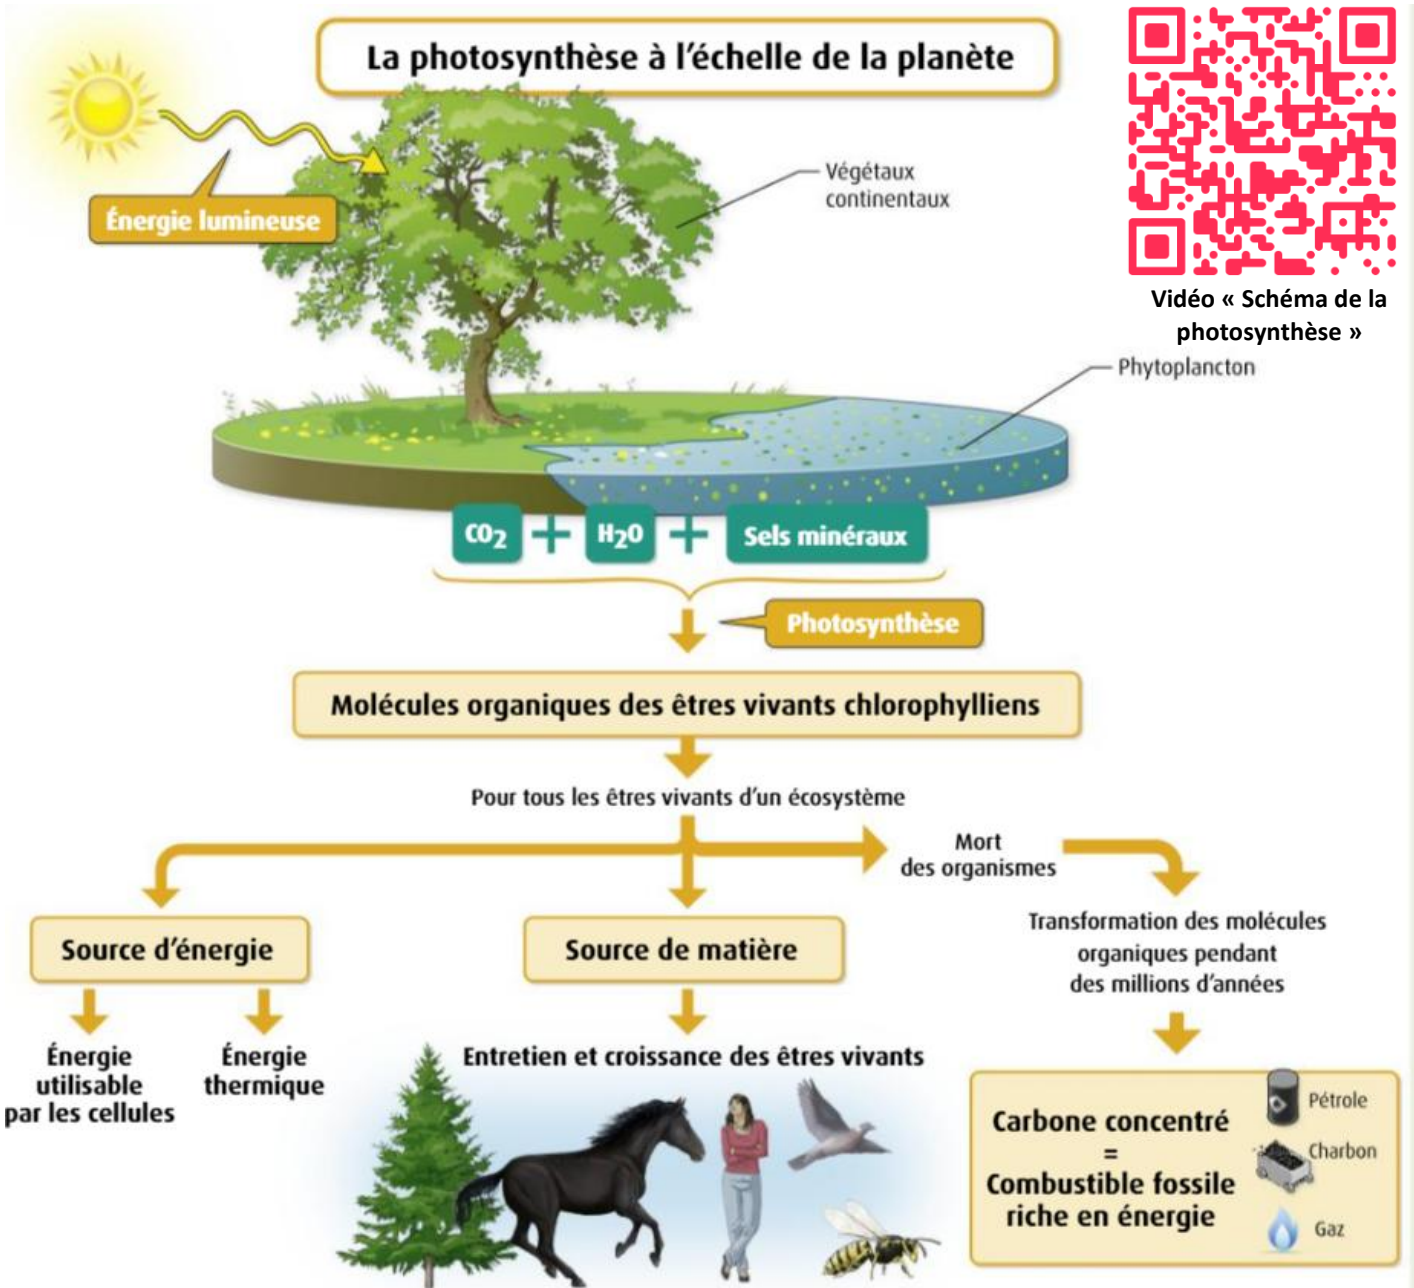 La photosynthèse à l'échelle de la planète
Énergie lumineuse
Végétaux
continentaux
Vidéo « Schéma de la
photosynthèse »
Phytoplancton
CO2 + H2O + Sels minéraux
Photosynthèse
Molécules organiques des êtres vivants chlorophylliens
Pour tous les êtres vivants d'un écosystème
Mort
des organismes
Source d'énergie
Source de matière
Transformation des molécules
organiques pendant
des millions d'années
Énergie
utilisable
par les cellules
Énergie
thermique
Entretien et croissance des êtres vivants
Carbone concentré
=
Combustible fossile
riche en énergie
Pétrole
Charbon
Gaz